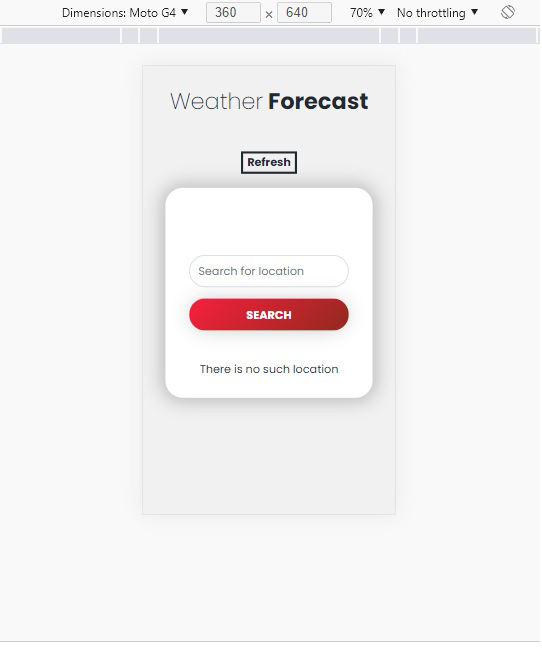 Dimensions: Moto G4 ▼ 360 × 640 70% ▼ No throttling ▼
Weather Forecast
Refresh
Search for location
SEARCH
There is no such location